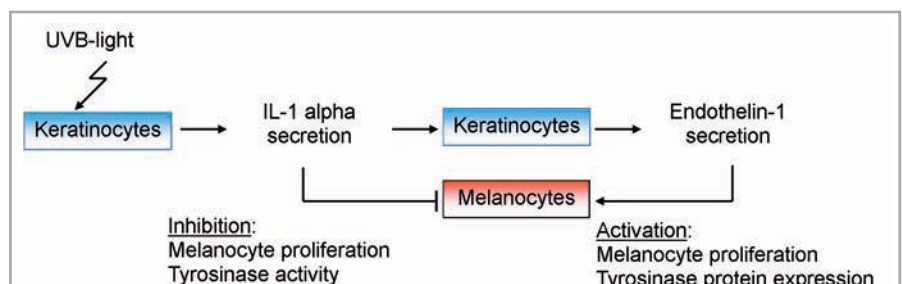 UVB-light
Keratinocytes
IL-1 alpha
secretion
Keratinocytes
Endothelin-1
secretion
Melanocytes
Inhibition:
Melanocyte proliferation
Tyrosinase activity
Activation:
Melanocyte proliferation
Tyrosinase protein expression